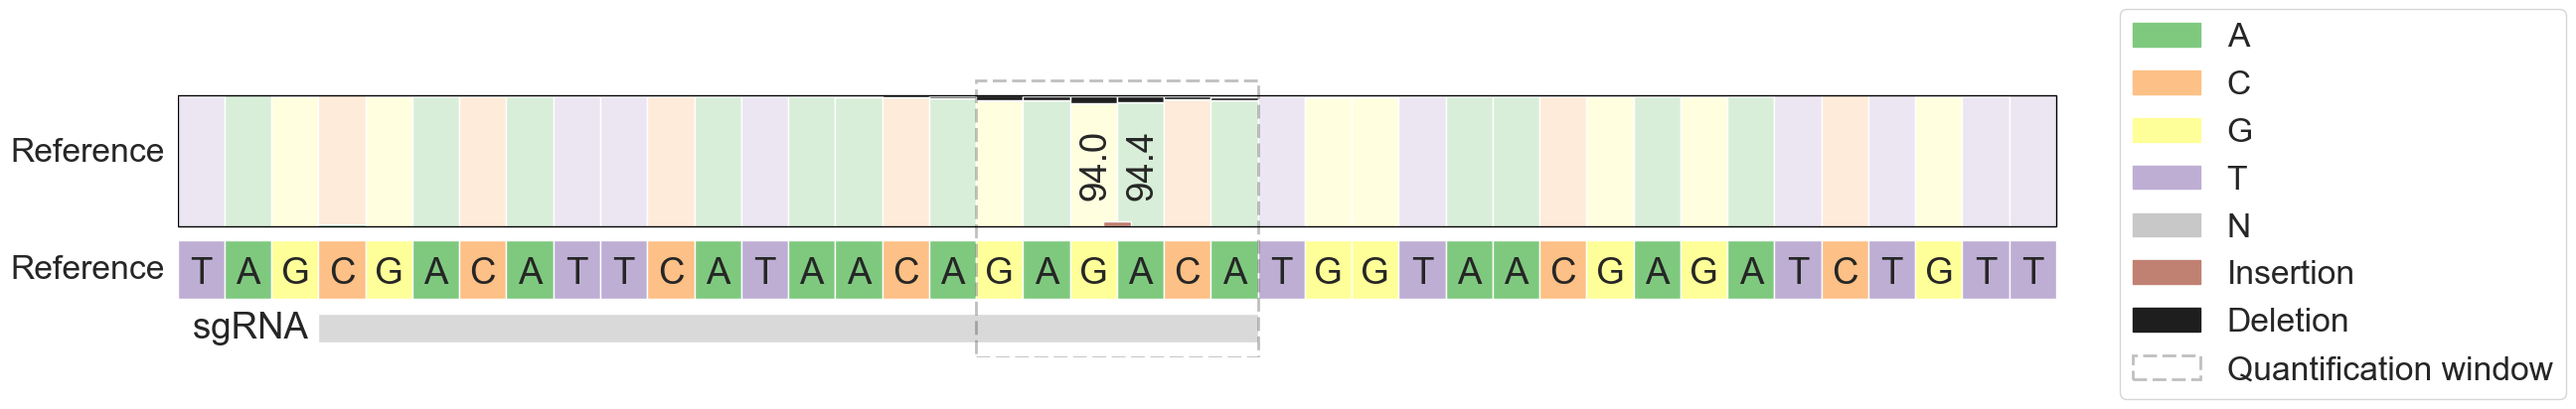 Reference
94.0
94.4
Reference
T A G C G A C A T T C A T A A C A G A G A C A T G G T A A C G A G A T C T G T T
sgRNA
A
C
G
T
N
Insertion
Deletion
Quantification window